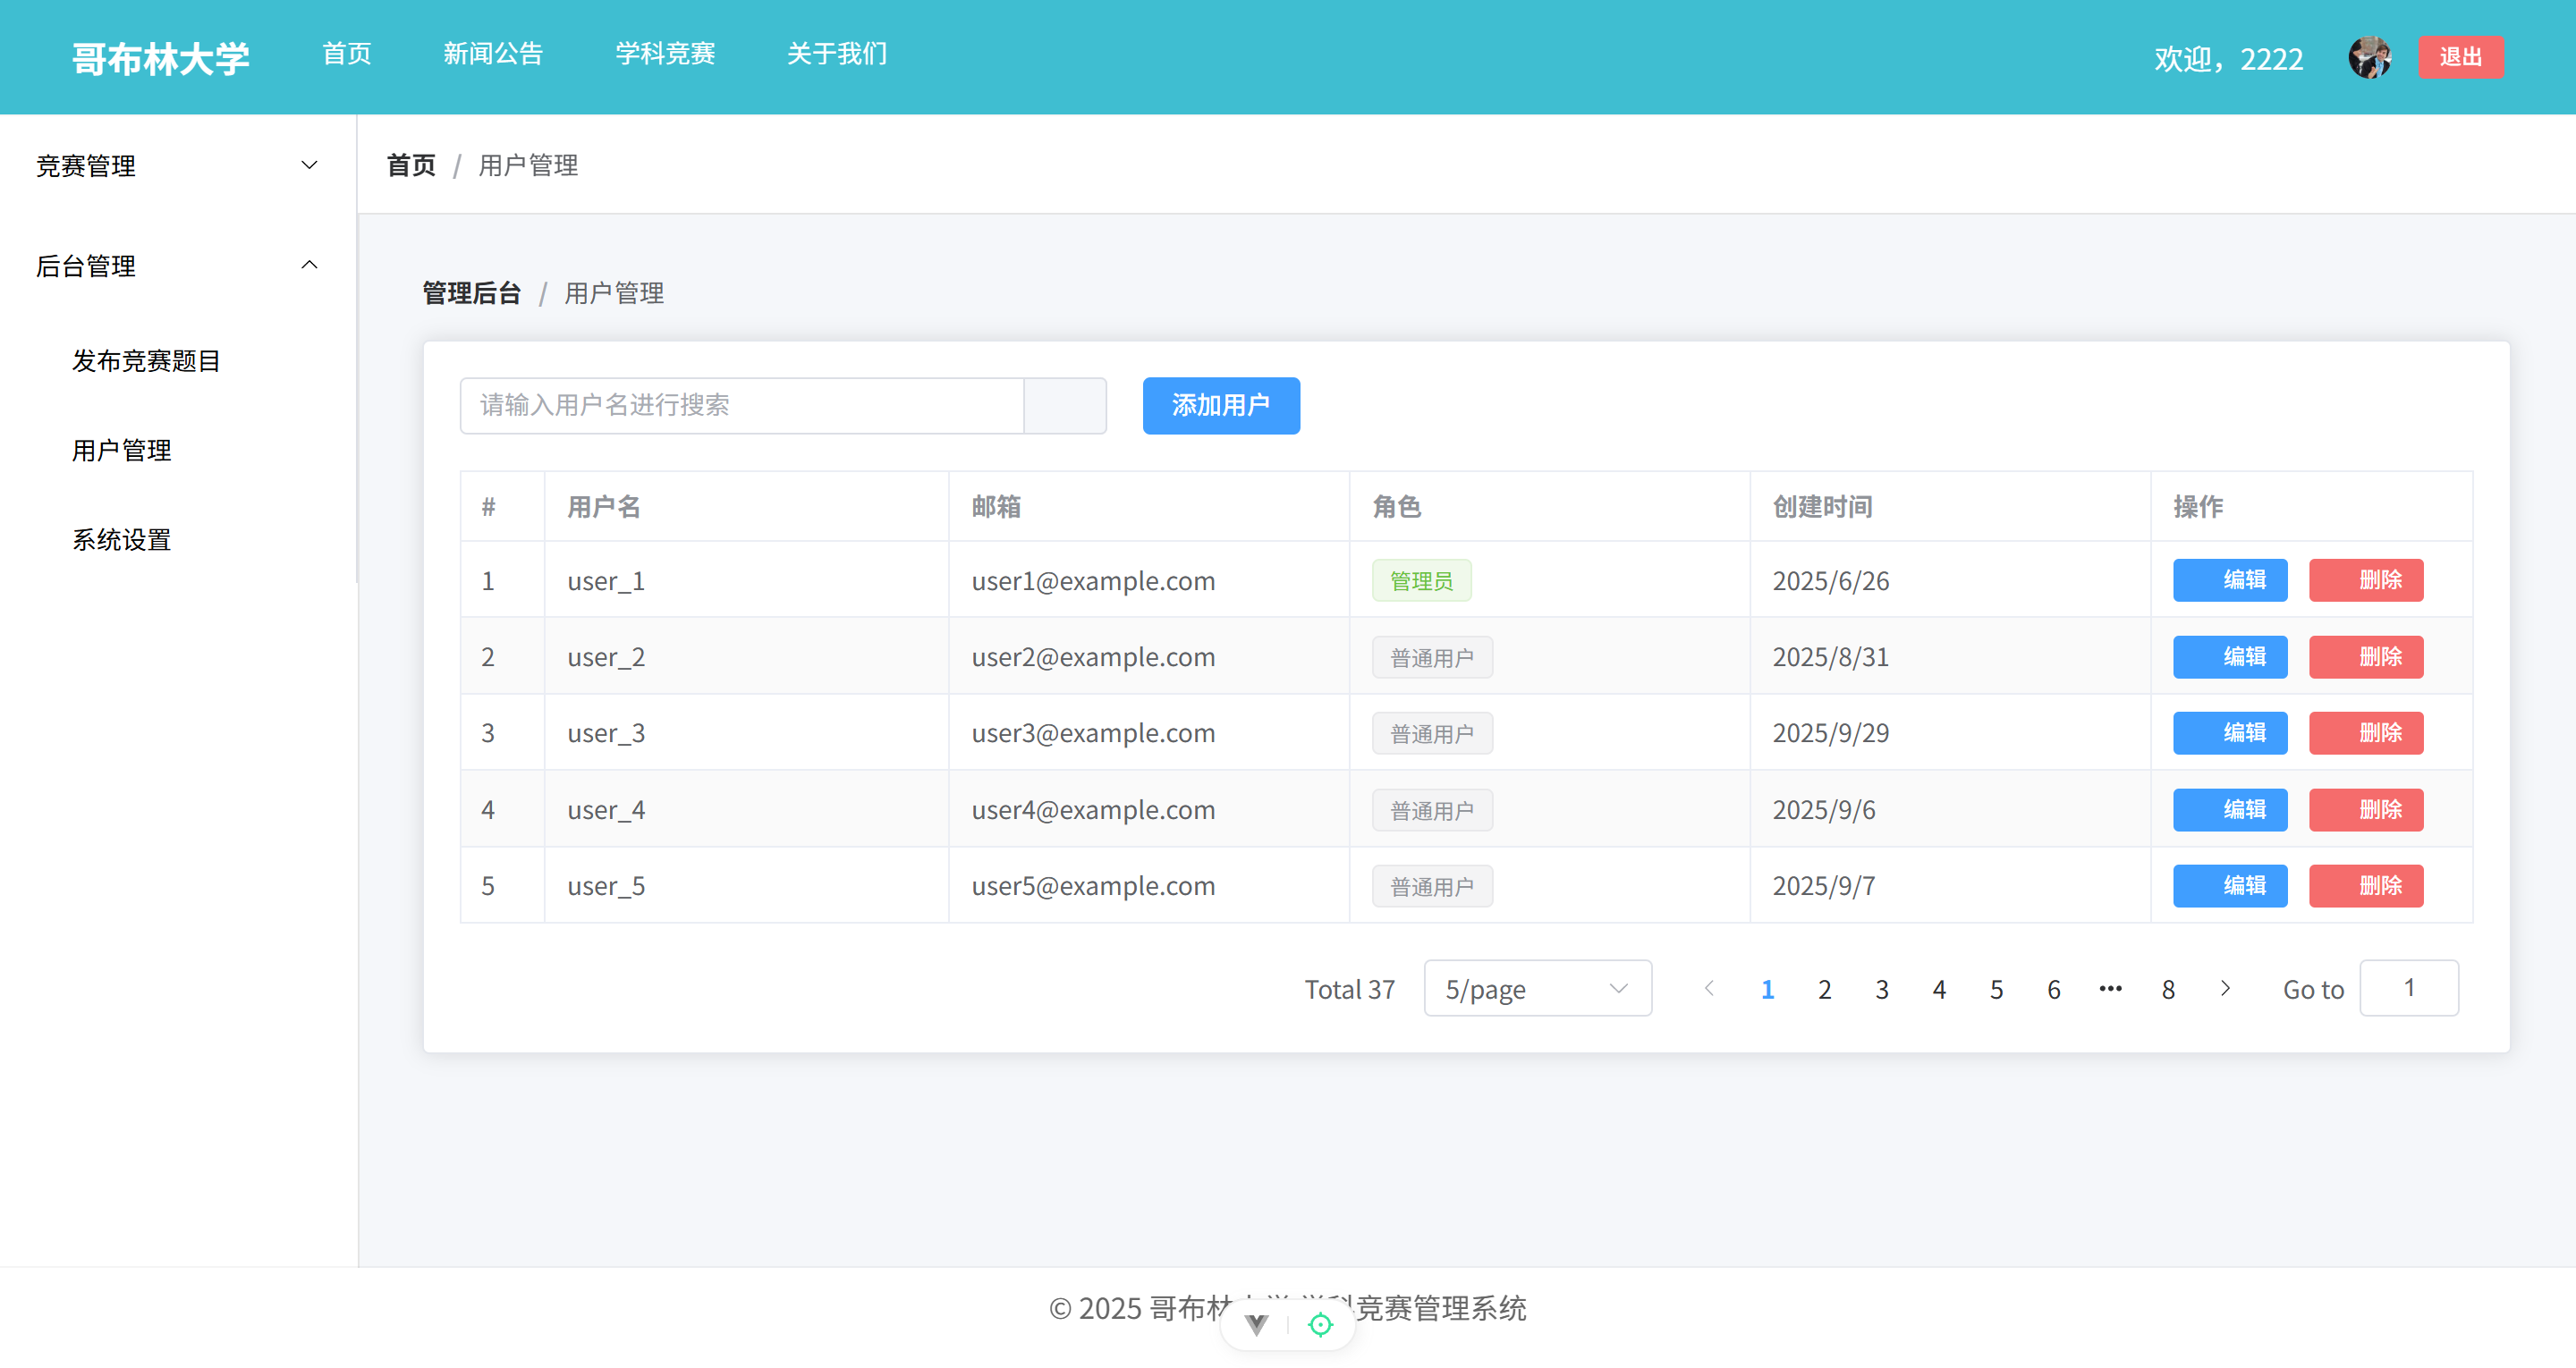 哥布林大学 首页 新闻公告 学科竞赛 关于我们 欢迎，2222 退出
竞赛管理
后台管理
发布竞赛题目
用户管理
系统设置
首页 / 用户管理
管理后台 / 用户管理
请输入用户名进行搜索 添加用户
# 用户名 邮箱 角色 创建时间 操作
1 user_1 user1@example.com 管理员 2025/6/26 编辑 删除
2 user_2 user2@example.com 普通用户 2025/8/31 编辑 删除
3 user_3 user3@example.com 普通用户 2025/9/29 编辑 删除
4 user_4 user4@example.com 普通用户 2025/9/6 编辑 删除
5 user_5 user5@example.com 普通用户 2025/9/7 编辑 删除
Total 37 5/page 1 2 3 4 5 6 ••• 8 Go to 1
© 2025 哥布林大学 学科竞赛管理系统